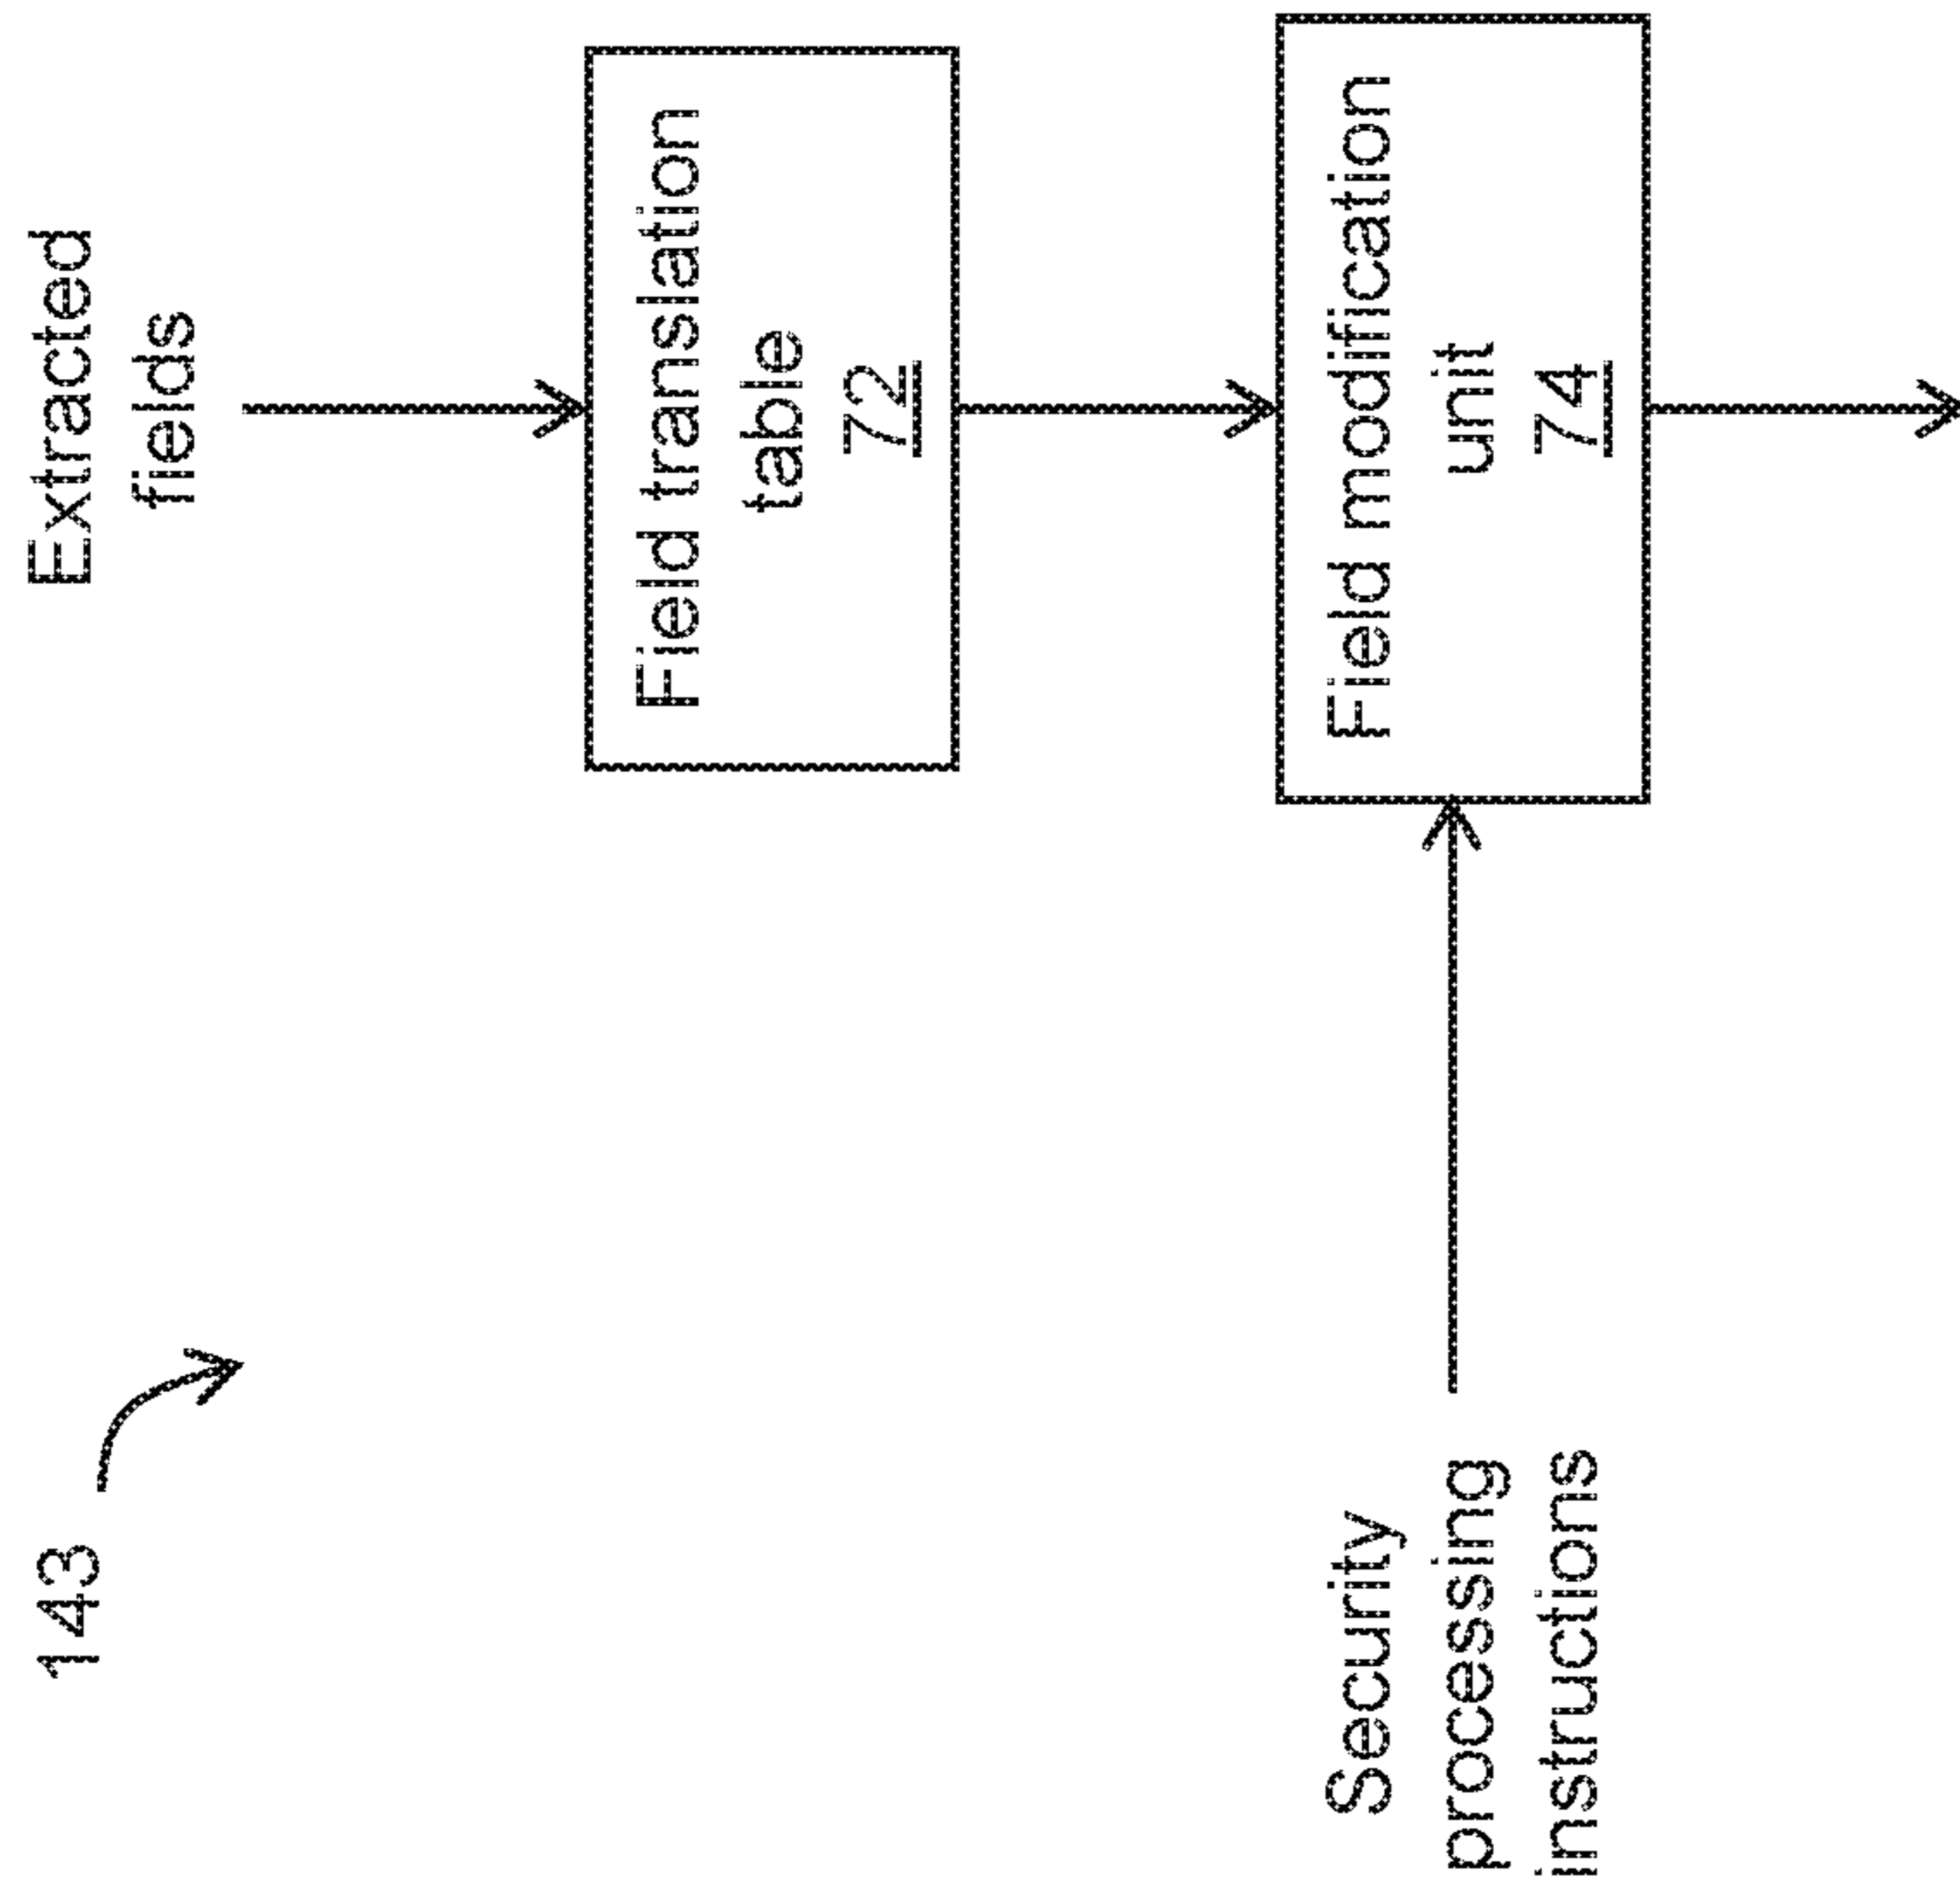 143
Extracted
fields
Field translation
table
72
Security
processing
instructions
Field modification
unit
74